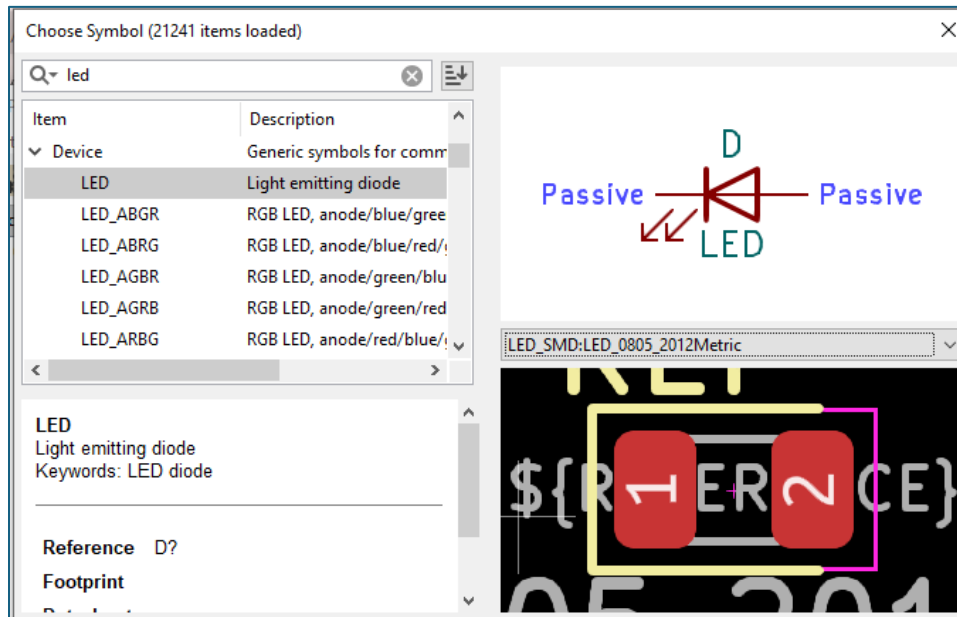 Choose Symbol (21241 items loaded)
led
Item Description
Device Generic symbols for comm
LED Light emitting diode
LED_ABGR RGB LED, anode/blue/gree
LED_ABRG RGB LED, anode/blue/red/
LED_AGBR RGB LED, anode/green/blu
LED_AGRB RGB LED, anode/green/red
LED_ARBG RGB LED, anode/red/blue/
LED
Light emitting diode
Keywords: LED diode
Reference D?
Footprint
D
Passive Passive
LED
LED_SMD:LED_0805_2012Metric
${R 1 ER 2 CE}